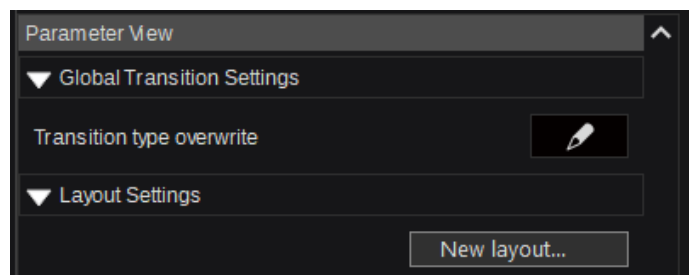 Parameter View
Global Transition Settings
Transition type overwrite
Layout Settings
New layout...